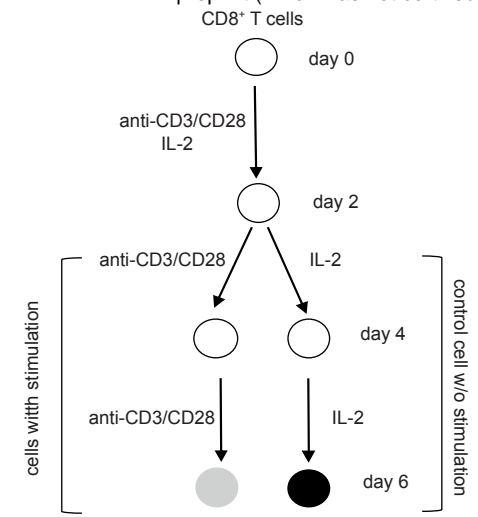 CD8⁺ T cells
day 0
anti-CD3/CD28
IL-2
day 2
anti-CD3/CD28
IL-2
cells witth stimulation
control cell w/o stimulation
day 4
anti-CD3/CD28
IL-2
day 6